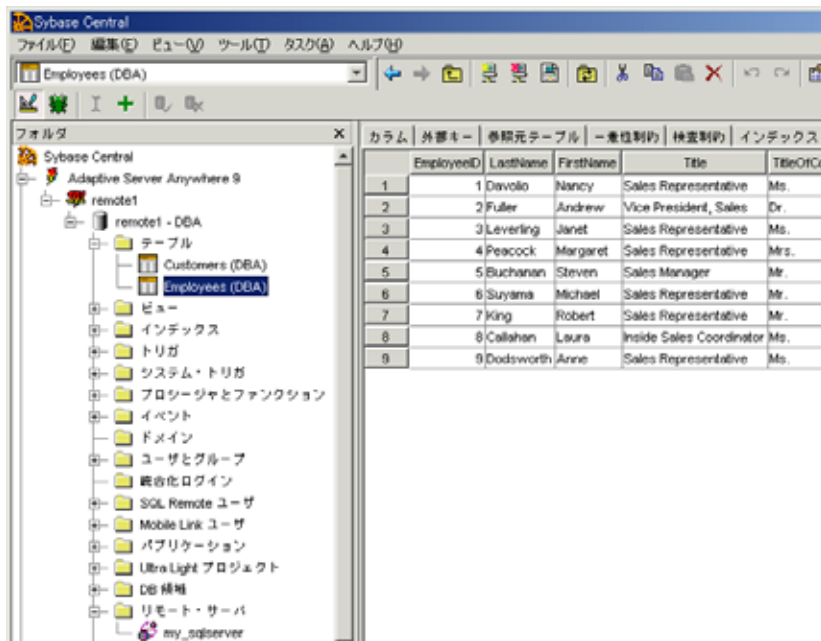 Sybase Central
ファイル(F) 編集(E) ビュー(V) ツール(T) タスク(A) ヘルプ(H)
Employees (DBA)
フォルダ
Sybase Central
Adaptive Server Anywhere 9
remote1
remote1 - DBA
テーブル
Customers (DBA)
Employees (DBA)
ビュー
インデックス
トリガ
システム・トリガ
プロシージャとファンクション
イベント
ドメイン
ユーザとグループ
統合化ログイン
SQL Remote ユーザ
Mobile Link ユーザ
パブリケーション
Ultra Light プロジェクト
DB 領域
リモート・サーバ
my_sqlserver
カラム 外部キー 参照元テーブル 一意性制約 検査制約 インデックス
EmployeeID LastName FirstName Title TitleOfCo
1 1 Davolio Nancy Sales Representative Ms.
2 2 Fuller Andrew Vice President, Sales Dr.
3 3 Leverling Janet Sales Representative Ms.
4 4 Peacock Margaret Sales Representative Mrs.
5 5 Buchanan Steven Sales Manager Mr.
6 6 Suyama Michael Sales Representative Mr.
7 7 King Robert Sales Representative Mr.
8 8 Callahan Laura Inside Sales Coordinator Ms.
9 9 Dodsworth Anne Sales Representative Ms.